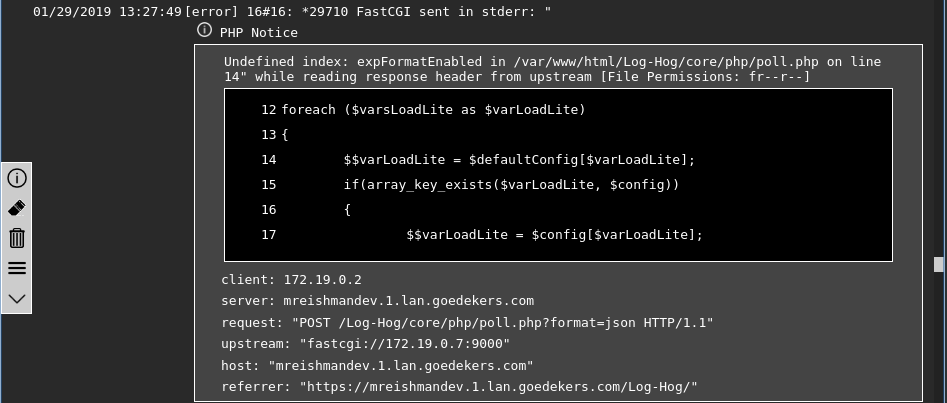 01/29/2019 13:27:49 [error] 16#16: *29710 FastCGI sent in stderr: "
PHP Notice
Undefined index: expFormatEnabled in /var/www/html/Log-Hog/core/php/poll.php on line
14" while reading response header from upstream [File Permissions: fr--r--]
12 foreach ($varsLoadLite as $varLoadLite)
13 {
14 $$varLoadLite = $defaultConfig[$varLoadLite];
15 if(array_key_exists($varLoadLite, $config))
16 {
17 $$varLoadLite = $config[$varLoadLite];
client: 172.19.0.2
server: mreishmandev.1.lan.goedekers.com
request: "POST /Log-Hog/core/php/poll.php?format=json HTTP/1.1"
upstream: "fastcgi://172.19.0.7:9000"
host: "mreishmandev.1.lan.goedekers.com"
referrer: "https://mreishmandev.1.lan.goedekers.com/Log-Hog/"